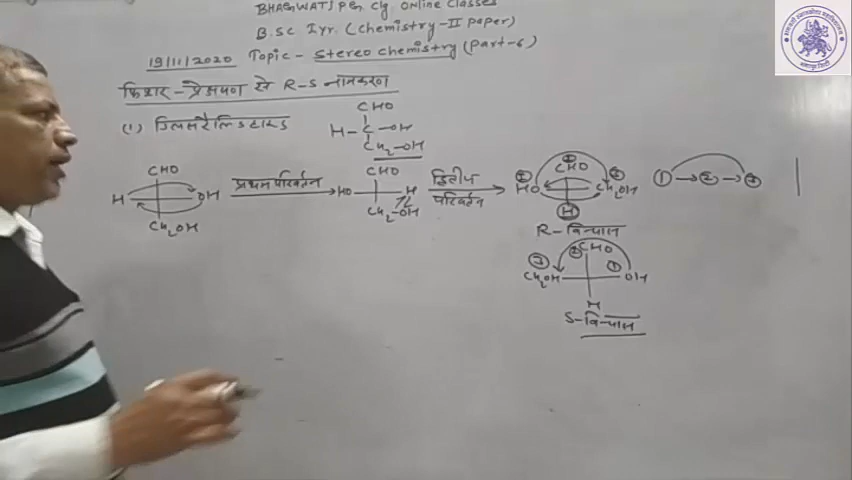 BHAGWATI PG Clg Online Classes
B.Sc I yr. (Chemistry-II paper)
19/11/2020 Topic - Stereo chemistry (Part-6)
फिशर-प्रक्षेपण से R-S नामकरण
(1) ग्लिसरैल्डिहाइड
CHO
H-C-OH
CH2-OH
CHO
H OH
CH2OH
प्रथम परिवर्तन
CHO
HO H
CH2-OH
द्वितीय
परिवर्तन
CHO
HO CH2OH
H
R-विन्यास
1 → 2 → 3
CHO
CH2OH OH
H
S-विन्यास